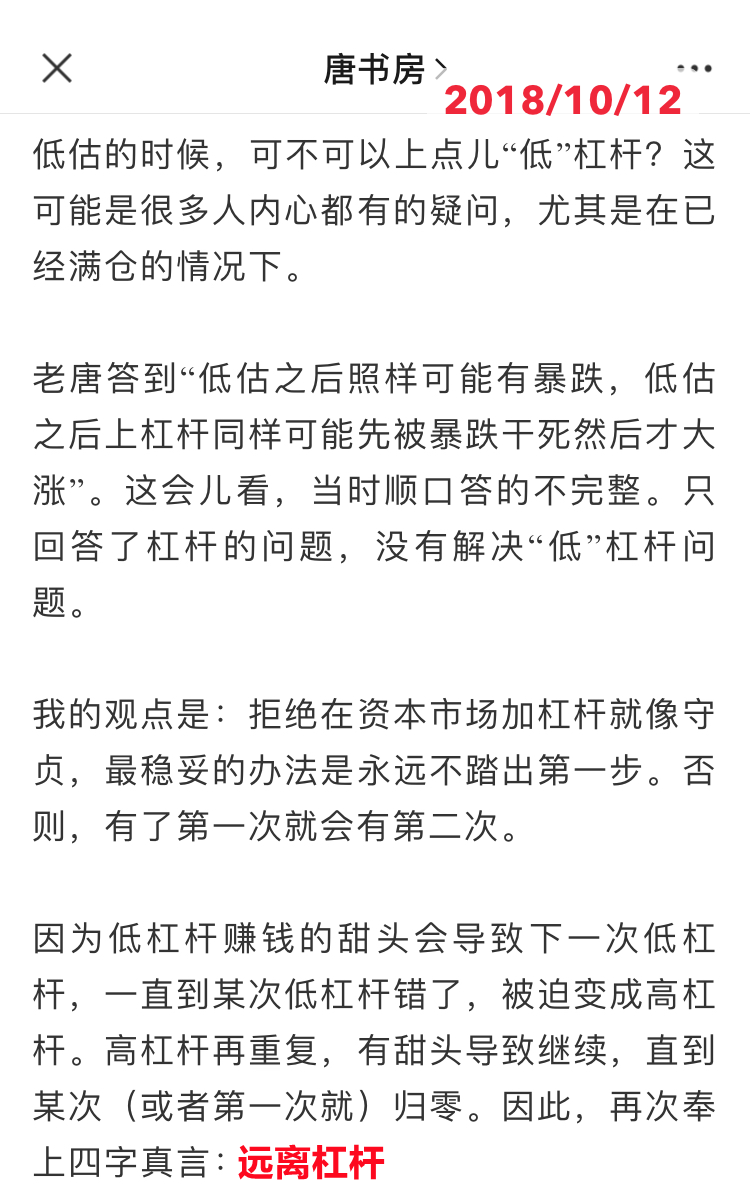 唐书房
2018/10/12
低估的时候，可不可以上点儿“低”杠杆？这
可能是很多人内心都有的疑问，尤其是在已
经满仓的情况下。
老唐答到“低估之后照样可能有暴跌，低估
之后上杠杆同样可能先被暴跌干死然后才大
涨”。这会儿看，当时顺口答的不完整。只
回答了杠杆的问题，没有解决“低”杠杆问
题。
我的观点是：拒绝在资本市场加杠杆就像守
贞，最稳妥的办法是永远不踏出第一步。否
则，有了第一次就会有第二次。
因为低杠杆赚钱的甜头会导致下一次低杠
杆，一直到某次低杠杆错了，被迫变成高杠
杆。高杠杆再重复，有甜头导致继续，直到
某次（或者第一次就）归零。因此，再次奉
上四字真言：远离杠杆